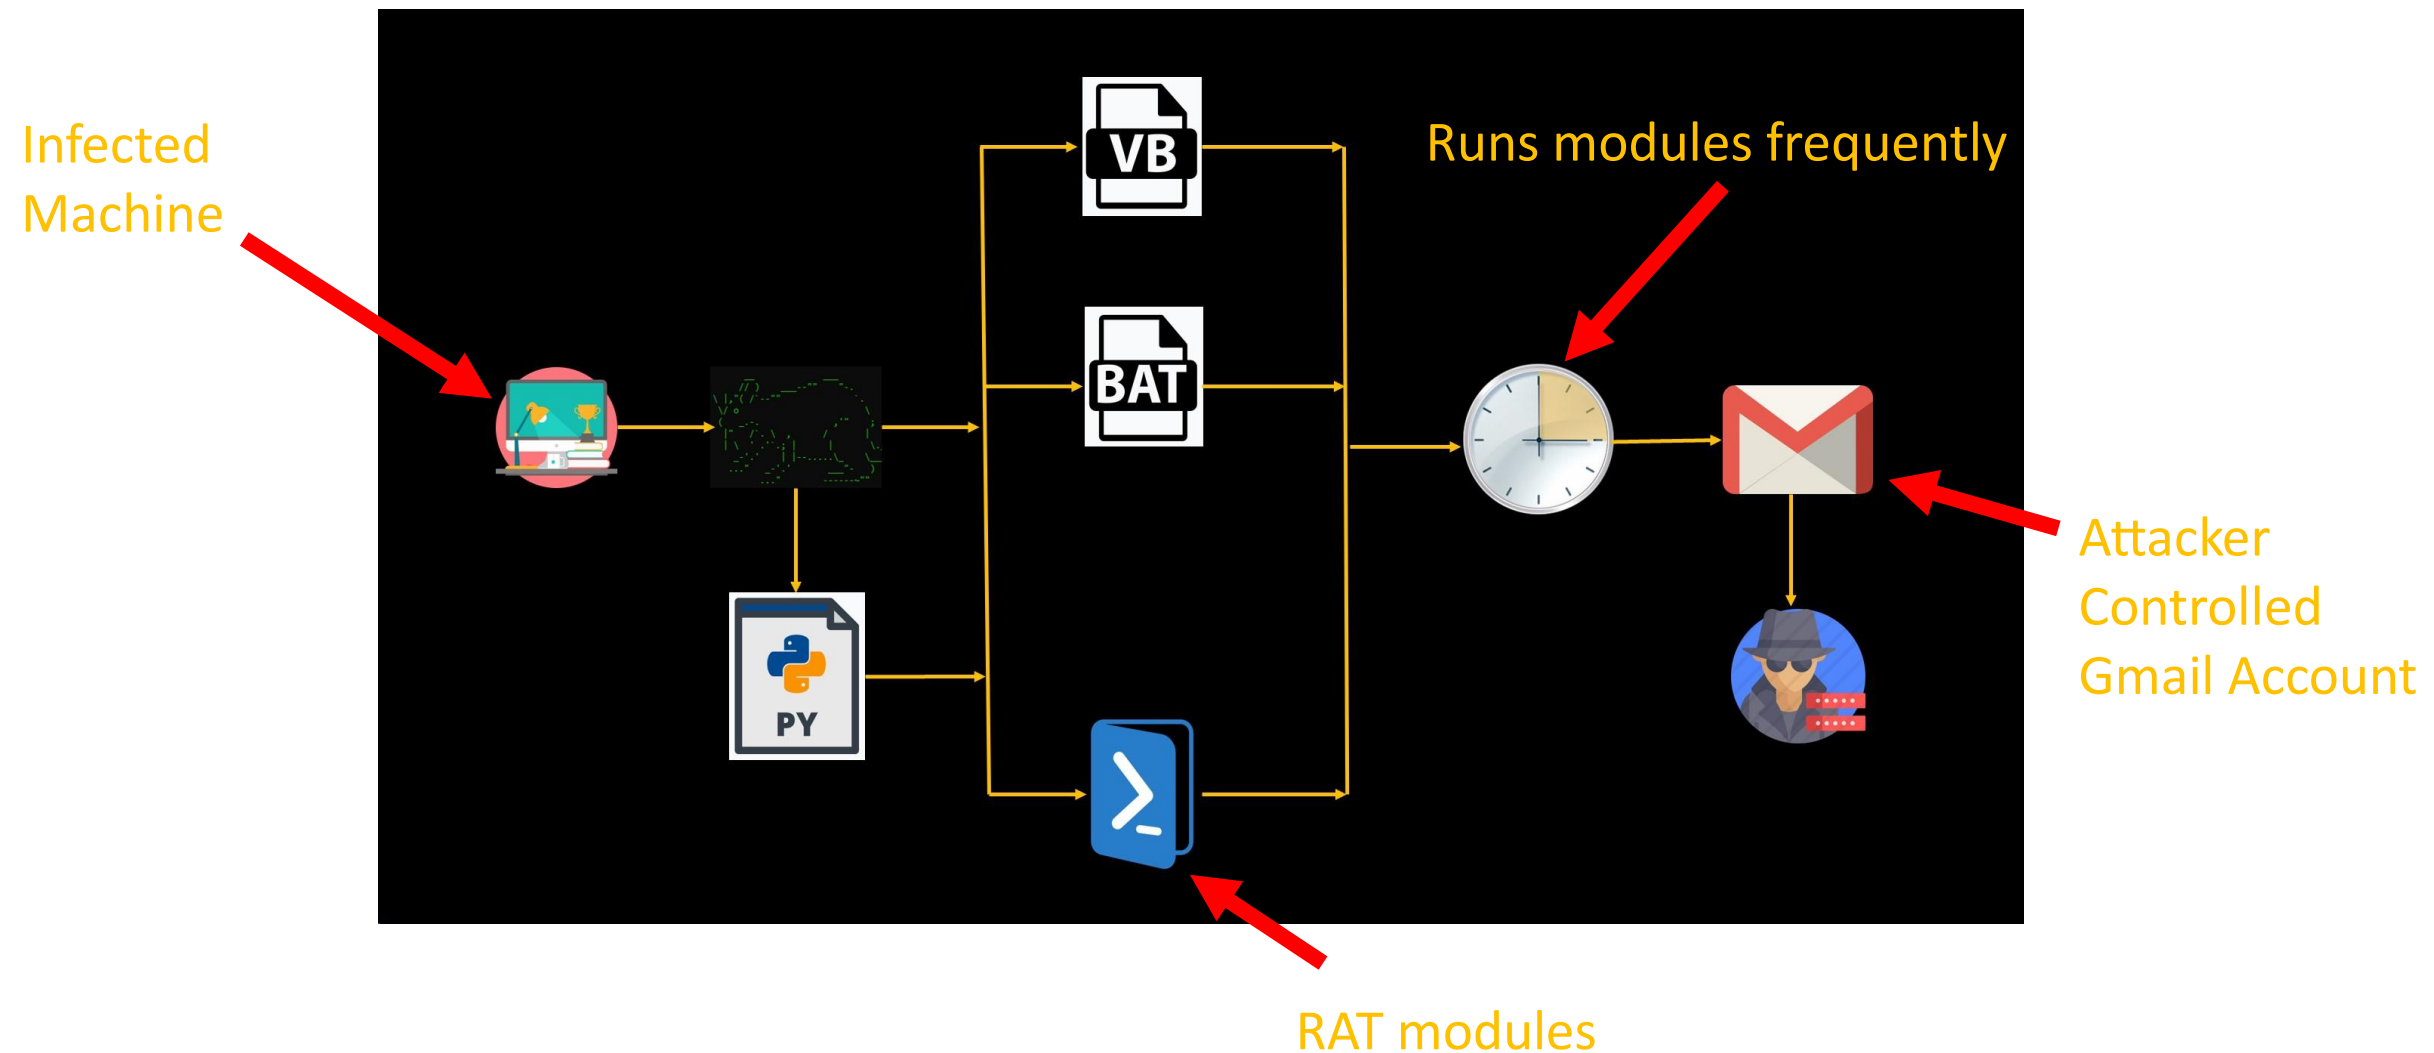 Infected
Machine
VB
Runs modules frequently
BAT
Attacker
Controlled
Gmail Account
PY
RAT modules